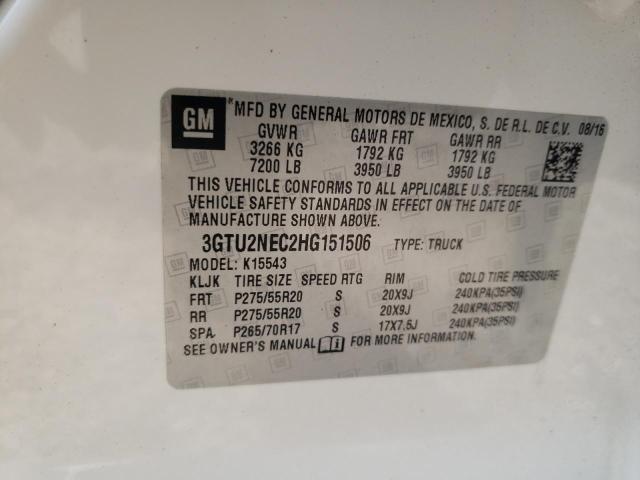 GM
*MFD BY GENERAL MOTORS DE MEXICO, S. DE R.L. DE C.V. 08/16
GVWR GAWR FRT GAWR RR
3266 KG 1792 KG 1792 KG
7200 LB 3950 LB 3950 LB
THIS VEHICLE CONFORMS TO ALL APPLICABLE U.S. FEDERAL MOTOR
VEHICLE SAFETY STANDARDS IN EFFECT ON THE DATE OF
MANUFACTURE SHOWN ABOVE.
3GTU2NEC2HG151506 TYPE: TRUCK
MODEL: K15543
KLJK TIRE SIZE SPEED RTG RIM COLD TIRE PRESSURE
FRT P275/55R20 S 20X9J 240KPA(35PSI)
RR P275/55R20 S 20X9J 240KPA(35PSI)
SPA P265/70R17 S 17X7.5J 240KPA(35PSI)
SEE OWNER'S MANUAL FOR MORE INFORMATION.